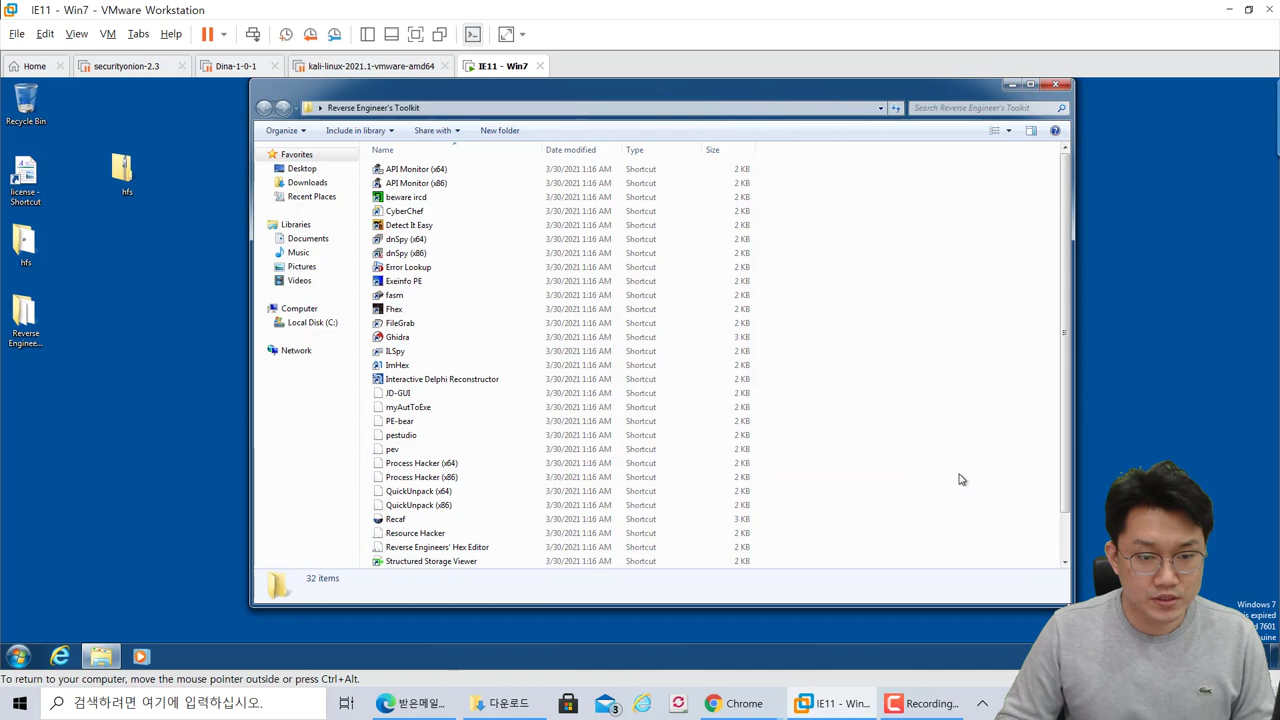 IE11 - Win7 - VMware Workstation
File Edit View VM Tabs Help
Home securityonion-2.3 Dina-1-0-1 kali-linux-2021.1-vmware-amd64 IE11 - Win7
Recycle Bin
license - Shortcut
hfs
hfs
Reverse Enginee...
Reverse Engineer's Toolkit
Search Reverse Engineer's Toolkit
Organize Include in library Share with New folder
Favorites
Desktop
Downloads
Recent Places
Libraries
Documents
Music
Pictures
Videos
Computer
Local Disk (C:)
Network
Name Date modified Type Size
API Monitor (x64) 3/30/2021 1:16 AM Shortcut 2 KB
API Monitor (x86) 3/30/2021 1:16 AM Shortcut 2 KB
beware ircd 3/30/2021 1:16 AM Shortcut 2 KB
CyberChef 3/30/2021 1:16 AM Shortcut 2 KB
Detect It Easy 3/30/2021 1:16 AM Shortcut 2 KB
dnSpy (x64) 3/30/2021 1:16 AM Shortcut 2 KB
dnSpy (x86) 3/30/2021 1:16 AM Shortcut 2 KB
Error Lookup 3/30/2021 1:16 AM Shortcut 2 KB
Exeinfo PE 3/30/2021 1:16 AM Shortcut 2 KB
fasm 3/30/2021 1:16 AM Shortcut 2 KB
Fhex 3/30/2021 1:16 AM Shortcut 2 KB
FileGrab 3/30/2021 1:16 AM Shortcut 2 KB
Ghidra 3/30/2021 1:16 AM Shortcut 3 KB
ILSpy 3/30/2021 1:16 AM Shortcut 2 KB
ImHex 3/30/2021 1:16 AM Shortcut 2 KB
Interactive Delphi Reconstructor 3/30/2021 1:16 AM Shortcut 2 KB
JD-GUI 3/30/2021 1:16 AM Shortcut 2 KB
myAutToExe 3/30/2021 1:16 AM Shortcut 2 KB
PE-bear 3/30/2021 1:16 AM Shortcut 2 KB
pestudio 3/30/2021 1:16 AM Shortcut 2 KB
pev 3/30/2021 1:16 AM Shortcut 2 KB
Process Hacker (x64) 3/30/2021 1:16 AM Shortcut 2 KB
Process Hacker (x86) 3/30/2021 1:16 AM Shortcut 2 KB
QuickUnpack (x64) 3/30/2021 1:16 AM Shortcut 2 KB
QuickUnpack (x86) 3/30/2021 1:16 AM Shortcut 2 KB
Recaf 3/30/2021 1:16 AM Shortcut 3 KB
Resource Hacker 3/30/2021 1:16 AM Shortcut 2 KB
Reverse Engineers' Hex Editor 3/30/2021 1:16 AM Shortcut 2 KB
Structured Storage Viewer 3/30/2021 1:16 AM Shortcut 2 KB
32 items
Windows 7
is expired
7601
uine
To return to your computer, move the mouse pointer outside or press Ctrl+Alt.
검색하려면 여기에 입력하십시오.
받은메일...
다운로드
3
Chrome
IE11 - Win...
Recording...